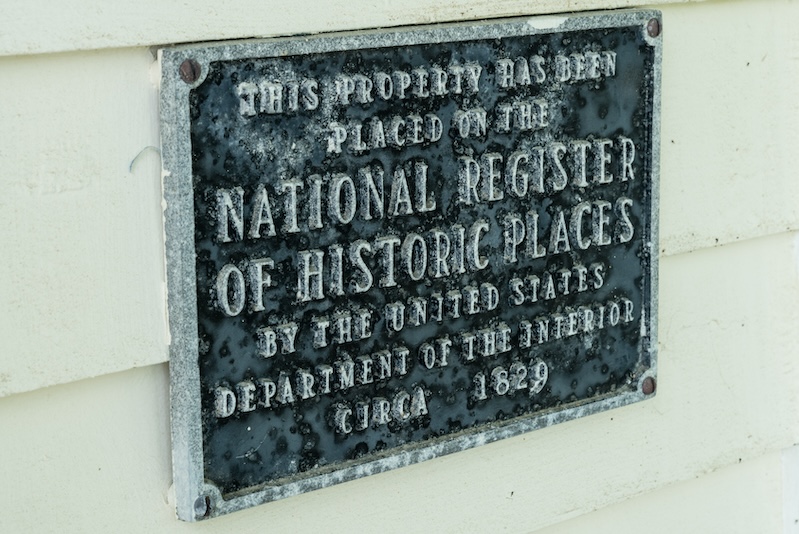 THIS PROPERTY HAS BEEN
PLACED ON THE
NATIONAL REGISTER
OF HISTORIC PLACES
BY THE UNITED STATES
DEPARTMENT OF THE INTERIOR
CIRCA 1829